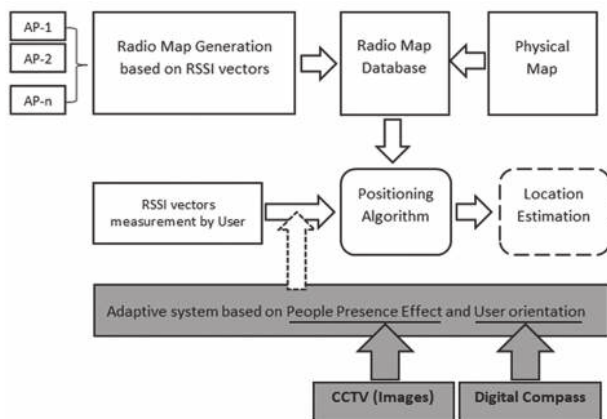 AP-1
AP-2
AP-n
Radio Map Generation
based on RSSI vectors
Radio Map
Database
Physical
Map
RSSI vectors
measurement by User
Positioning
Algorithm
Location
Estimation
Adaptive system based on People Presence Effect and User orientation
CCTV (Images)
Digital Compass